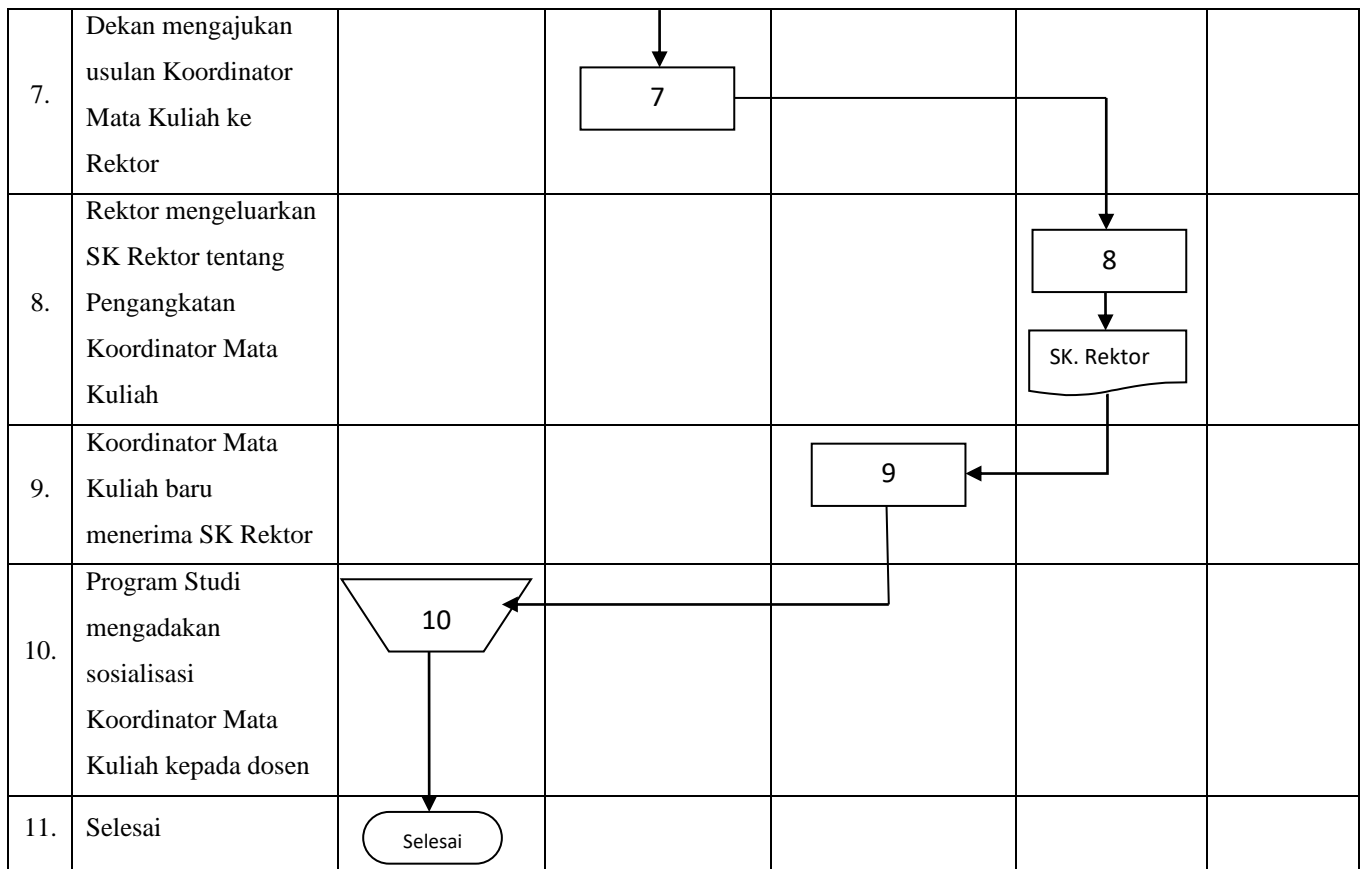 7.
Dekan mengajukan
usulan Koordinator
Mata Kuliah ke
Rektor
7
8.
Rektor mengeluarkan
SK Rektor tentang
Pengangkatan
Koordinator Mata
Kuliah
8
SK. Rektor
9.
Koordinator Mata
Kuliah baru
menerima SK Rektor
9
10.
Program Studi
mengadakan
sosialisasi
Koordinator Mata
Kuliah kepada dosen
10
11.
Selesai
Selesai